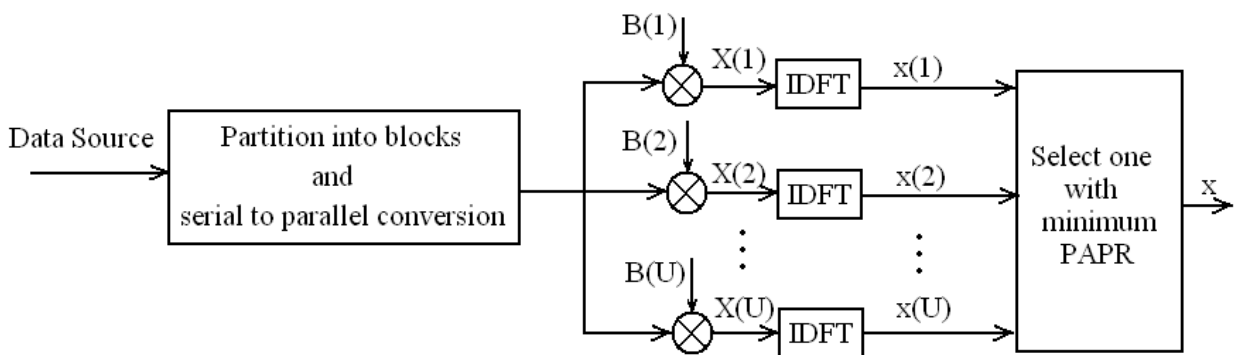 B(1)
X(1)
IDFT
x(1)
Data Source
Partition into blocks
and
serial to parallel conversion
B(2)
X(2)
IDFT
x(2)
B(U)
X(U)
IDFT
x(U)
Select one
with
minimum
PAPR
x